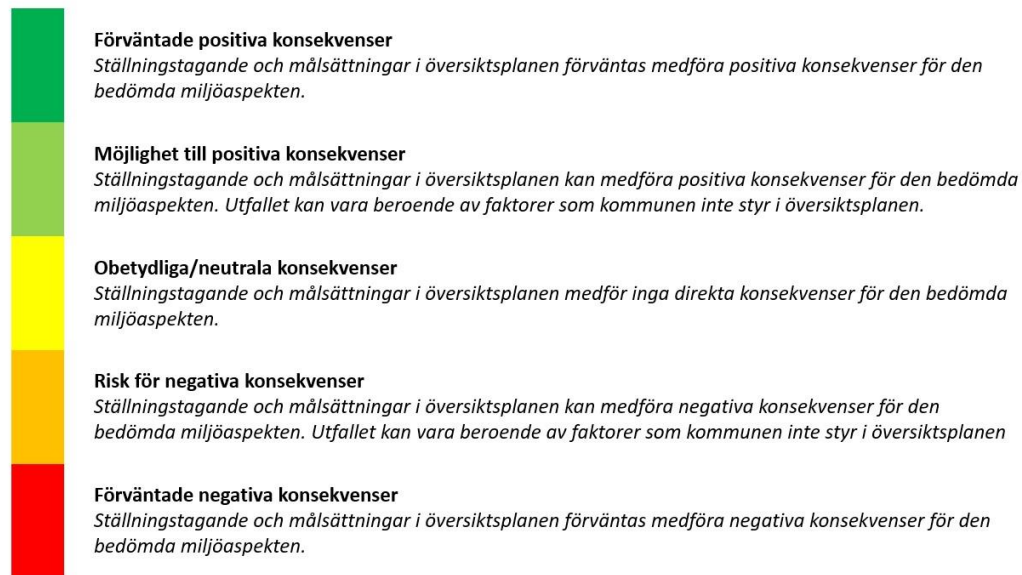 Förväntade positiva konsekvenser
Ställningstagande och målsättningar i översiktsplanen förväntas medföra positiva konsekvenser för den
bedömda miljöaspekten.
Möjlighet till positiva konsekvenser
Ställningstagande och målsättningar i översiktsplanen kan medföra positiva konsekvenser för den bedömda
miljöaspekten. Utfallet kan vara beroende av faktorer som kommunen inte styr i översiktsplanen.
Obetydliga/neutrala konsekvenser
Ställningstagande och målsättningar i översiktsplanen medför inga direkta konsekvenser för den bedömda
miljöaspekten.
Risk för negativa konsekvenser
Ställningstagande och målsättningar i översiktsplanen kan medföra negativa konsekvenser för den
bedömda miljöaspekten. Utfallet kan vara beroende av faktorer som kommunen inte styr i översiktsplanen
Förväntade negativa konsekvenser
Ställningstagande och målsättningar i översiktsplanen förväntas medföra negativa konsekvenser för den
bedömda miljöaspekten.